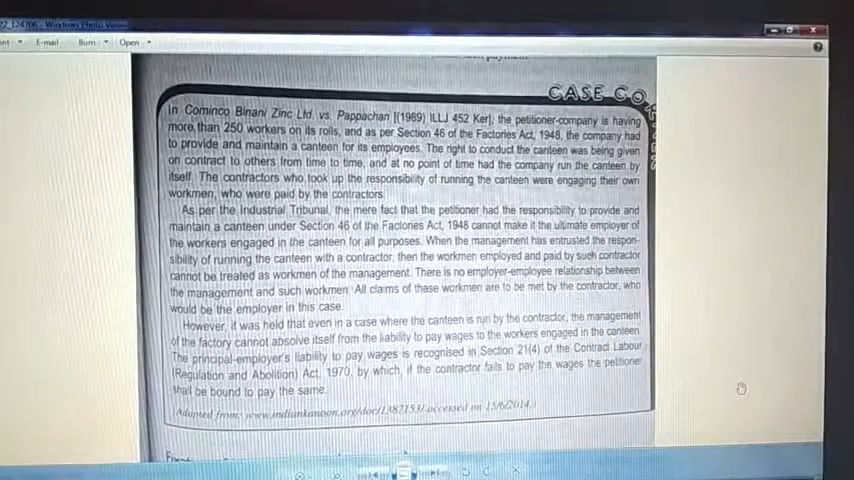 22_124706 - Windows Photo Viewer
E-mail Burn Open
payment
CASE CO
In Cominco Binani Zinc Ltd. vs. Pappachan [(1989) ILLJ 452 Ker], the petitioner-company is having
more than 250 workers on its rolls, and as per Section 46 of the Factories Act, 1948, the company had
to provide and maintain a canteen for its employees. The right to conduct the canteen was being given
on contract to others from time to time, and at no point of time had the company run the canteen by
itself. The contractors who took up the responsibility of running the canteen were engaging their own
workmen, who were paid by the contractors.
As per the Industrial Tribunal, the mere fact that the petitioner had the responsibility to provide and
maintain a canteen under Section 46 of the Factories Act, 1948 cannot make it the ultimate employer of
the workers engaged in the canteen for all purposes. When the management has entrusted the respon-
sibility of running the canteen with a contractor, then the workmen employed and paid by such contractor
cannot be treated as workmen of the management. There is no employer-employee relationship between
the management and such workmen. All claims of these workmen are to be met by the contractor, who
would be the employer in this case.
However, it was held that even in a case where the canteen is run by the contractor, the management
of the factory cannot absolve itself from the liability to pay wages to the workers engaged in the canteen.
The principal-employer's liability to pay wages is recognised in Section 21(4) of the Contract Labour
(Regulation and Abolition) Act, 1970, by which, if the contractor fails to pay the wages the petitioner
shall be bound to pay the same.
Adapted from: www.indiankanoon.org/doc/1382153/ accessed on 15/6/2014.)